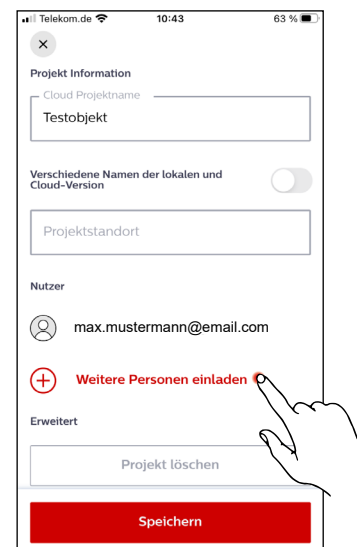 Telekom.de 10:43 63 %
Projekt Information
Cloud Projektname
Testobjekt
Verschiedene Namen der lokalen und
Cloud-Version
Projektstandort
Nutzer
max.mustermann@email.com
Weitere Personen einladen
Erweitert
Projekt löschen
Speichern